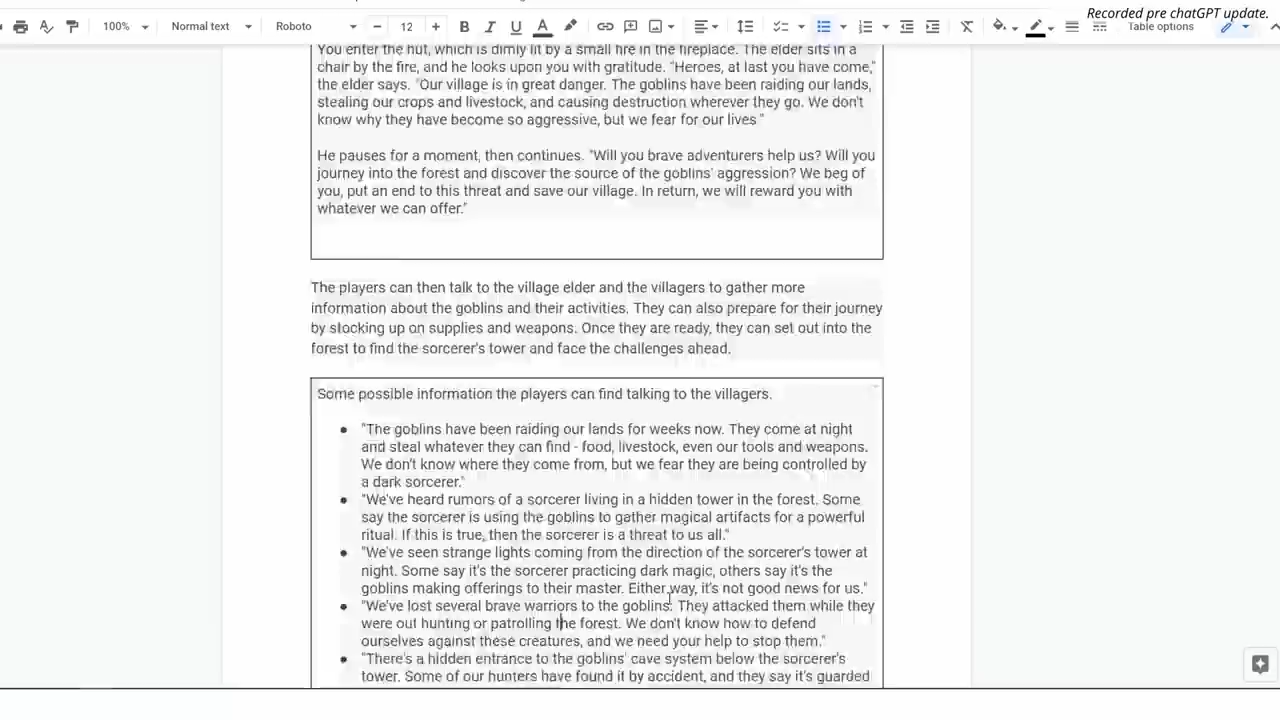 Recorded pre chatGPT update.
100% Normal text Roboto 12 B I U A Table options
You enter the hut, which is dimly lit by a small fire in the fireplace. The elder sits in a
chair by the fire, and he looks upon you with gratitude. "Heroes, at last you have come,"
the elder says. "Our village is in great danger. The goblins have been raiding our lands,
stealing our crops and livestock, and causing destruction wherever they go. We don't
know why they have become so aggressive, but we fear for our lives."
He pauses for a moment, then continues. "Will you brave adventurers help us? Will you
journey into the forest and discover the source of the goblins' aggression? We beg of
you, put an end to this threat and save our village. In return, we will reward you with
whatever we can offer."
The players can then talk to the village elder and the villagers to gather more
information about the goblins and their activities. They can also prepare for their journey
by stocking up on supplies and weapons. Once they are ready, they can set out into the
forest to find the sorcerer's tower and face the challenges ahead.
Some possible information the players can find talking to the villagers.
• "The goblins have been raiding our lands for weeks now. They come at night
and steal whatever they can find - food, livestock, even our tools and weapons.
We don't know where they come from, but we fear they are being controlled by
a dark sorcerer."
• "We've heard rumors of a sorcerer living in a hidden tower in the forest. Some
say the sorcerer is using the goblins to gather magical artifacts for a powerful
ritual. If this is true, then the sorcerer is a threat to us all."
• "We've seen strange lights coming from the direction of the sorcerer's tower at
night. Some say it's the sorcerer practicing dark magic, others say it's the
goblins making offerings to their master. Either way, it's not good news for us."
• "We've lost several brave warriors to the goblins. They attacked them while they
were out hunting or patrolling the forest. We don't know how to defend
ourselves against these creatures, and we need your help to stop them."
• "There's a hidden entrance to the goblins' cave system below the sorcerer's
tower. Some of our hunters have found it by accident, and they say it's guarded